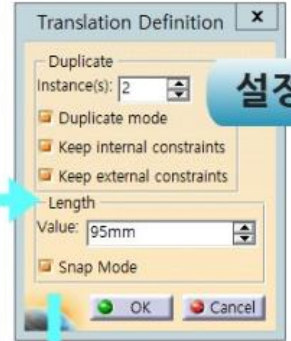 Translation Definition x
Duplicate
Instance(s): 2
설정
Duplicate mode
Keep internal constraints
Keep external constraints
Length
Value: 95mm
Snap Mode
OK Cancel